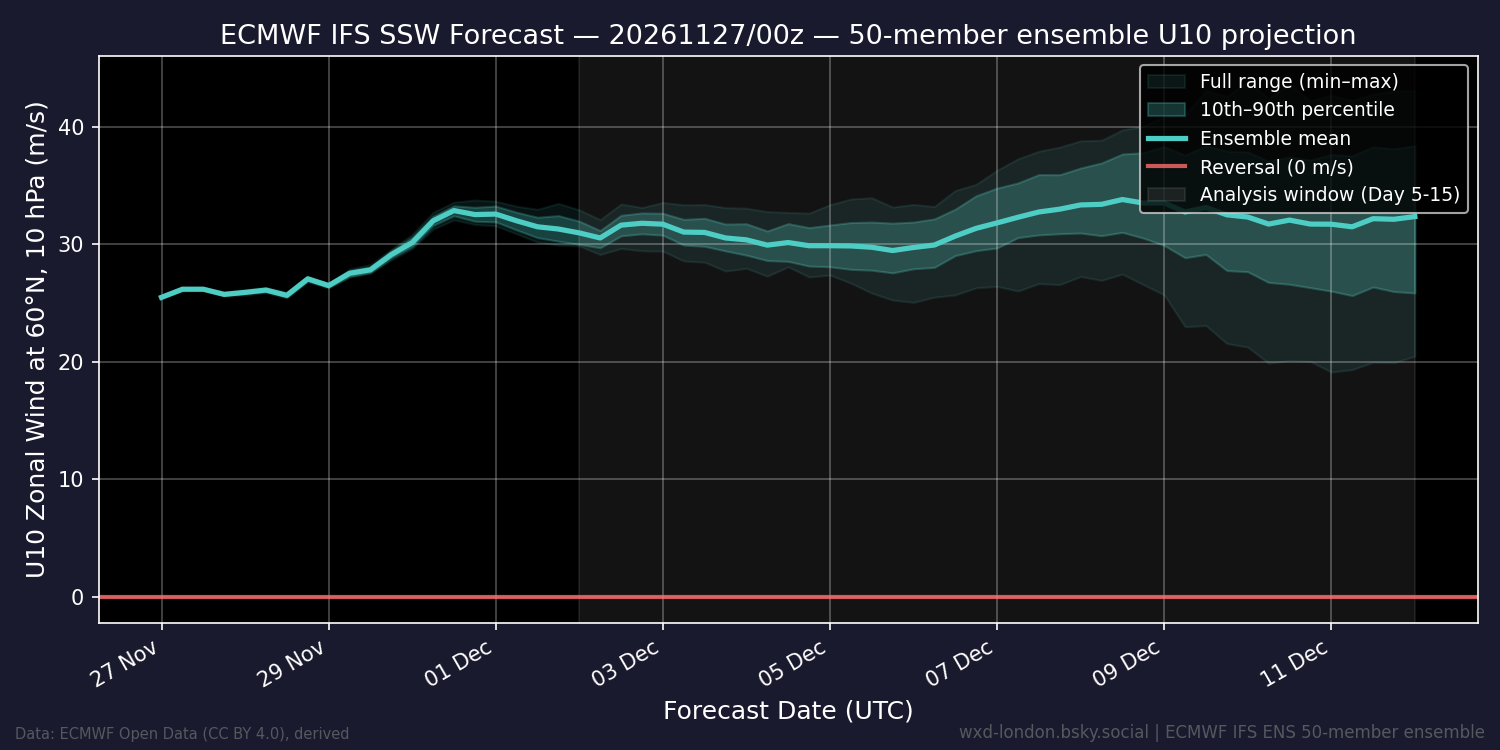 ECMWF IFS SSW Forecast — 20261127/00z — 50-member ensemble U10 projection
Full range (min–max)
10th–90th percentile
Ensemble mean
Reversal (0 m/s)
Analysis window (Day 5-15)
U10 Zonal Wind at 60°N, 10 hPa (m/s)
40
30
20
10
0
27 Nov
29 Nov
01 Dec
03 Dec
05 Dec
07 Dec
09 Dec
11 Dec
Forecast Date (UTC)
Data: ECMWF Open Data (CC BY 4.0), derived
wxd-london.bsky.social | ECMWF IFS ENS 50-member ensemble